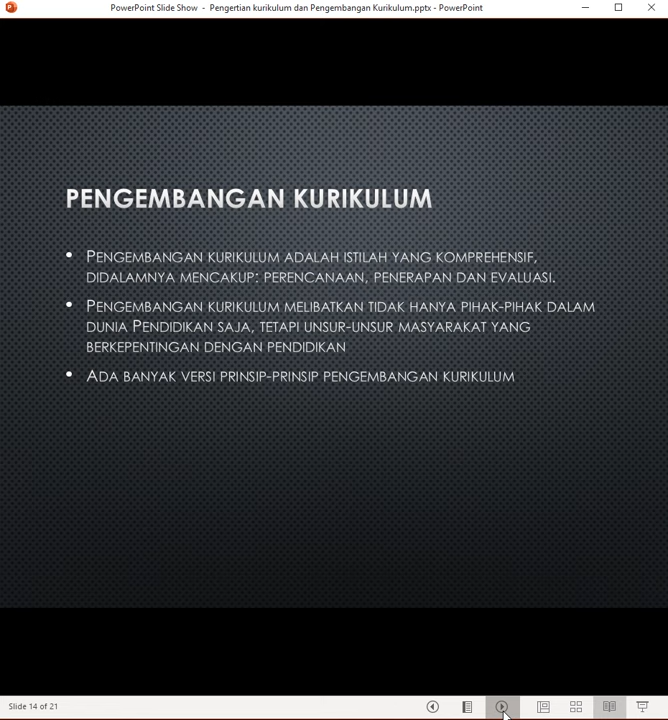 PowerPoint Slide Show - Pengertian kurikulum dan Pengembangan Kurikulum.pptx - PowerPoint
PENGEMBANGAN KURIKULUM
• PENGEMBANGAN KURIKULUM ADALAH ISTILAH YANG KOMPREHENSIF,
DIDALAMNYA MENCAKUP: PERENCANAAN, PENERAPAN DAN EVALUASI.
• PENGEMBANGAN KURIKULUM MELIBATKAN TIDAK HANYA PIHAK-PIHAK DALAM
DUNIA PENDIDIKAN SAJA, TETAPI UNSUR-UNSUR MASYARAKAT YANG
BERKEPENTINGAN DENGAN PENDIDIKAN
• ADA BANYAK VERSI PRINSIP-PRINSIP PENGEMBANGAN KURIKULUM
Slide 14 of 21